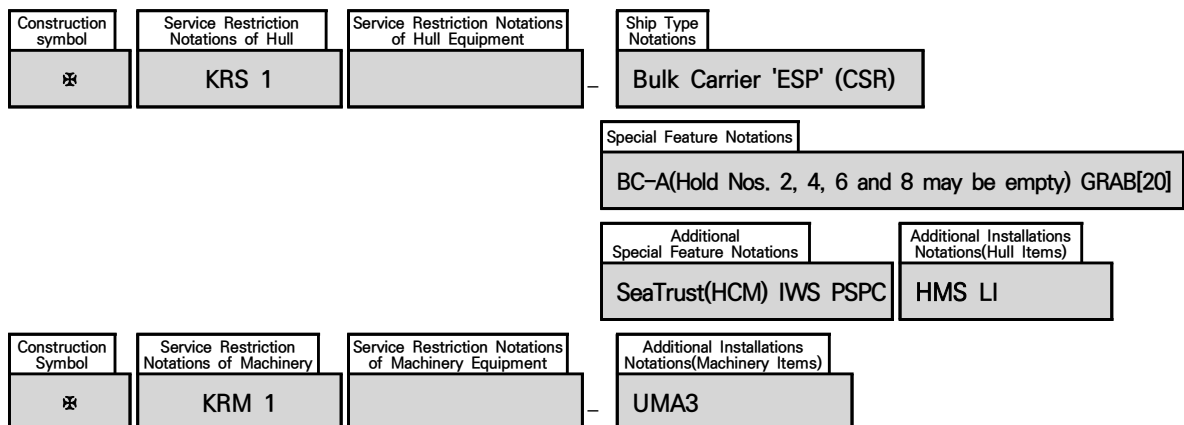 Construction symbol
Service Restriction Notations of Hull
Service Restriction Notations of Hull Equipment
Ship Type Notations
✠
KRS 1
–
Bulk Carrier 'ESP' (CSR)
Special Feature Notations
BC-A(Hold Nos. 2, 4, 6 and 8 may be empty) GRAB[20]
Additional Special Feature Notations
Additional Installations Notations(Hull Items)
SeaTrust(HCM) IWS PSPC
HMS LI
Construction Symbol
Service Restriction Notations of Machinery
Service Restriction Notations of Machinery Equipment
Additional Installations Notations(Machinery Items)
✠
KRM 1
–
UMA3